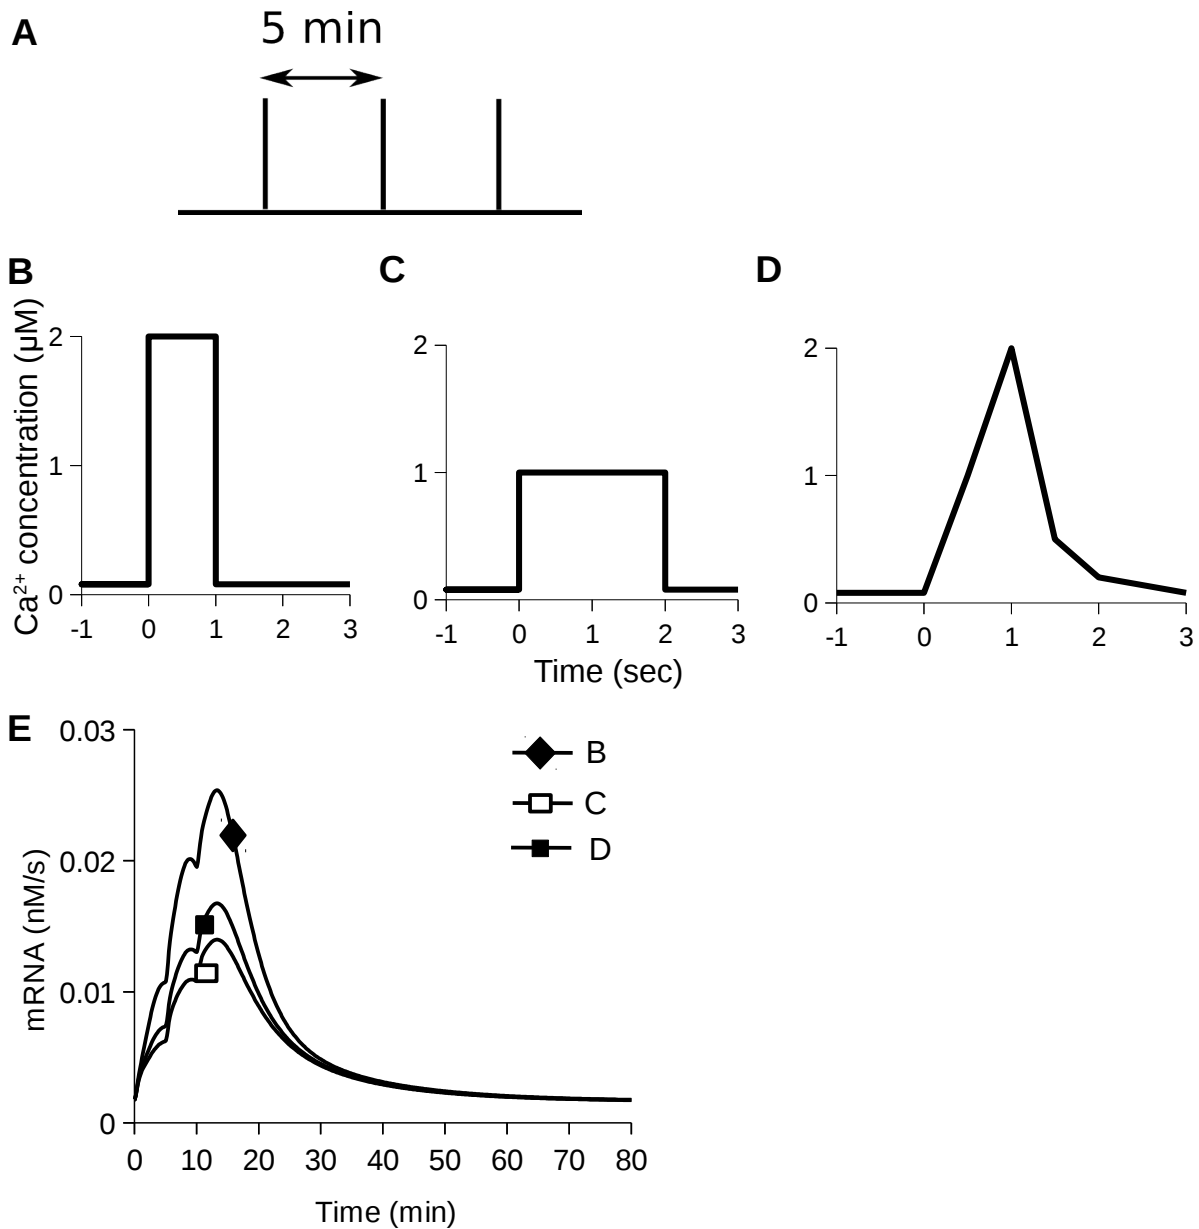 A
5 min
B
C
D
Ca2+ concentration (μM)
2
1
0
-1 0 1 2 3
2
1
0
-1 0 1 2 3
2
1
0
-1 0 1 2 3
Time (sec)
E
mRNA (nM/s)
0.03
0.02
0.01
0
0 10 20 30 40 50 60 70 80
Time (min)
B
C
D